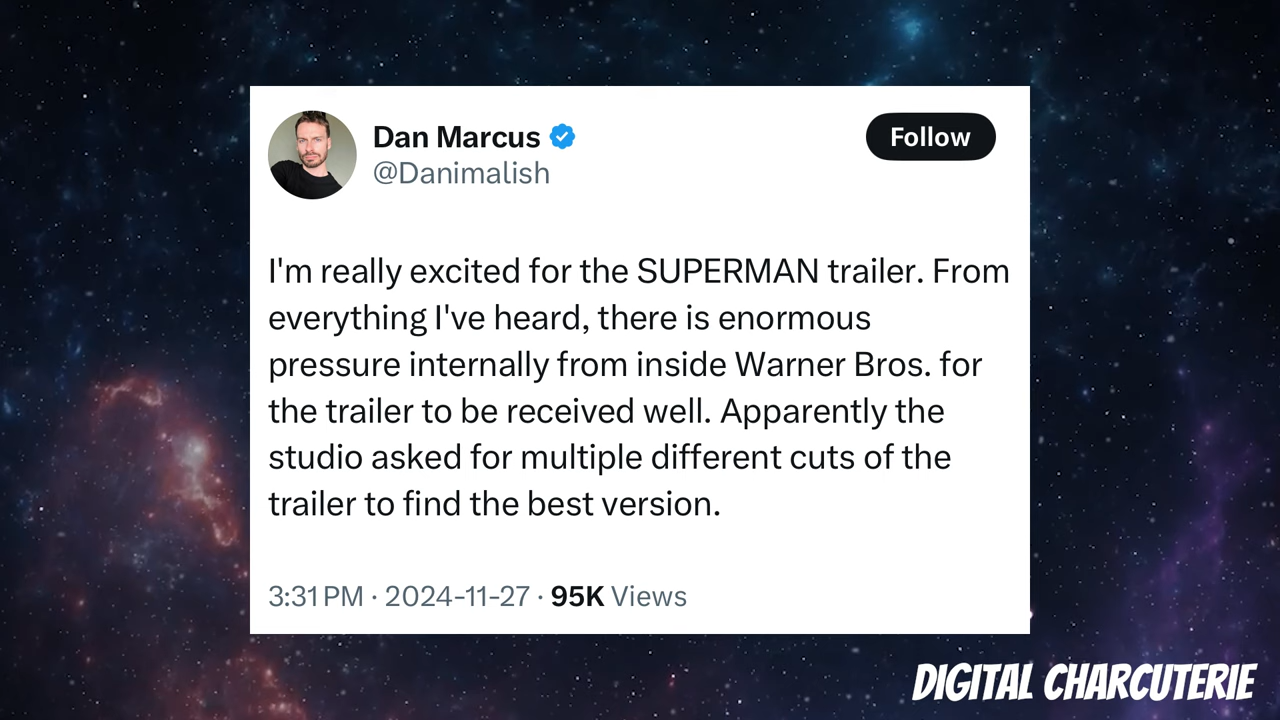 Dan Marcus
Follow
@Danimalish
I'm really excited for the SUPERMAN trailer. From
everything I've heard, there is enormous
pressure internally from inside Warner Bros. for
the trailer to be received well. Apparently the
studio asked for multiple different cuts of the
trailer to find the best version.
3:31 PM · 2024-11-27 · 95K Views
DIGITAL CHARCUTERIE